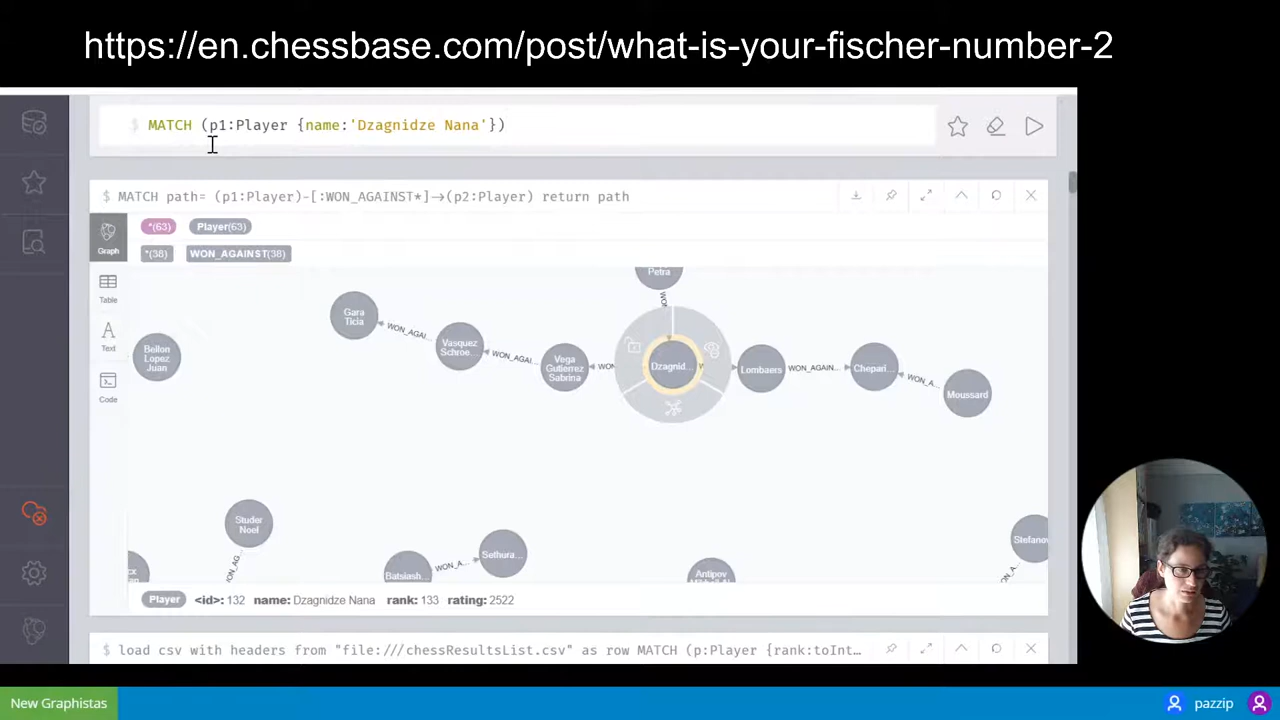 https://en.chessbase.com/post/what-is-your-fischer-number-2
$ MATCH (p1:Player {name:'Dzagnidze Nana'})
$ MATCH path= (p1:Player)-[:WON_AGAINST*]->(p2:Player) return path
*(63) Player(63)
*(38) WON_AGAINST(38)
Graph
Table
Text
Code
Petra
WON_
Gara
Ticia
WON_AGAI…
Vasquez
Schroe…
WON_AGAI…
Vega
Gutierrez
Sabrina
WON
Dzagnid…
Lombaers
WON_AGAIN…
Chepari…
WON_A…
Moussard
Bellon
Lopez
Juan
Studer
Noel
WON_AG…
Batsiash…
WON_A…
Sethura…
Antipov
Stefanov
WON_A…
Player <id>: 132 name: Dzagnidze Nana rank: 133 rating: 2522
$ load csv with headers from "file:///chessResultsList.csv" as row MATCH (p:Player {rank:toInt…
New Graphistas
pazzip